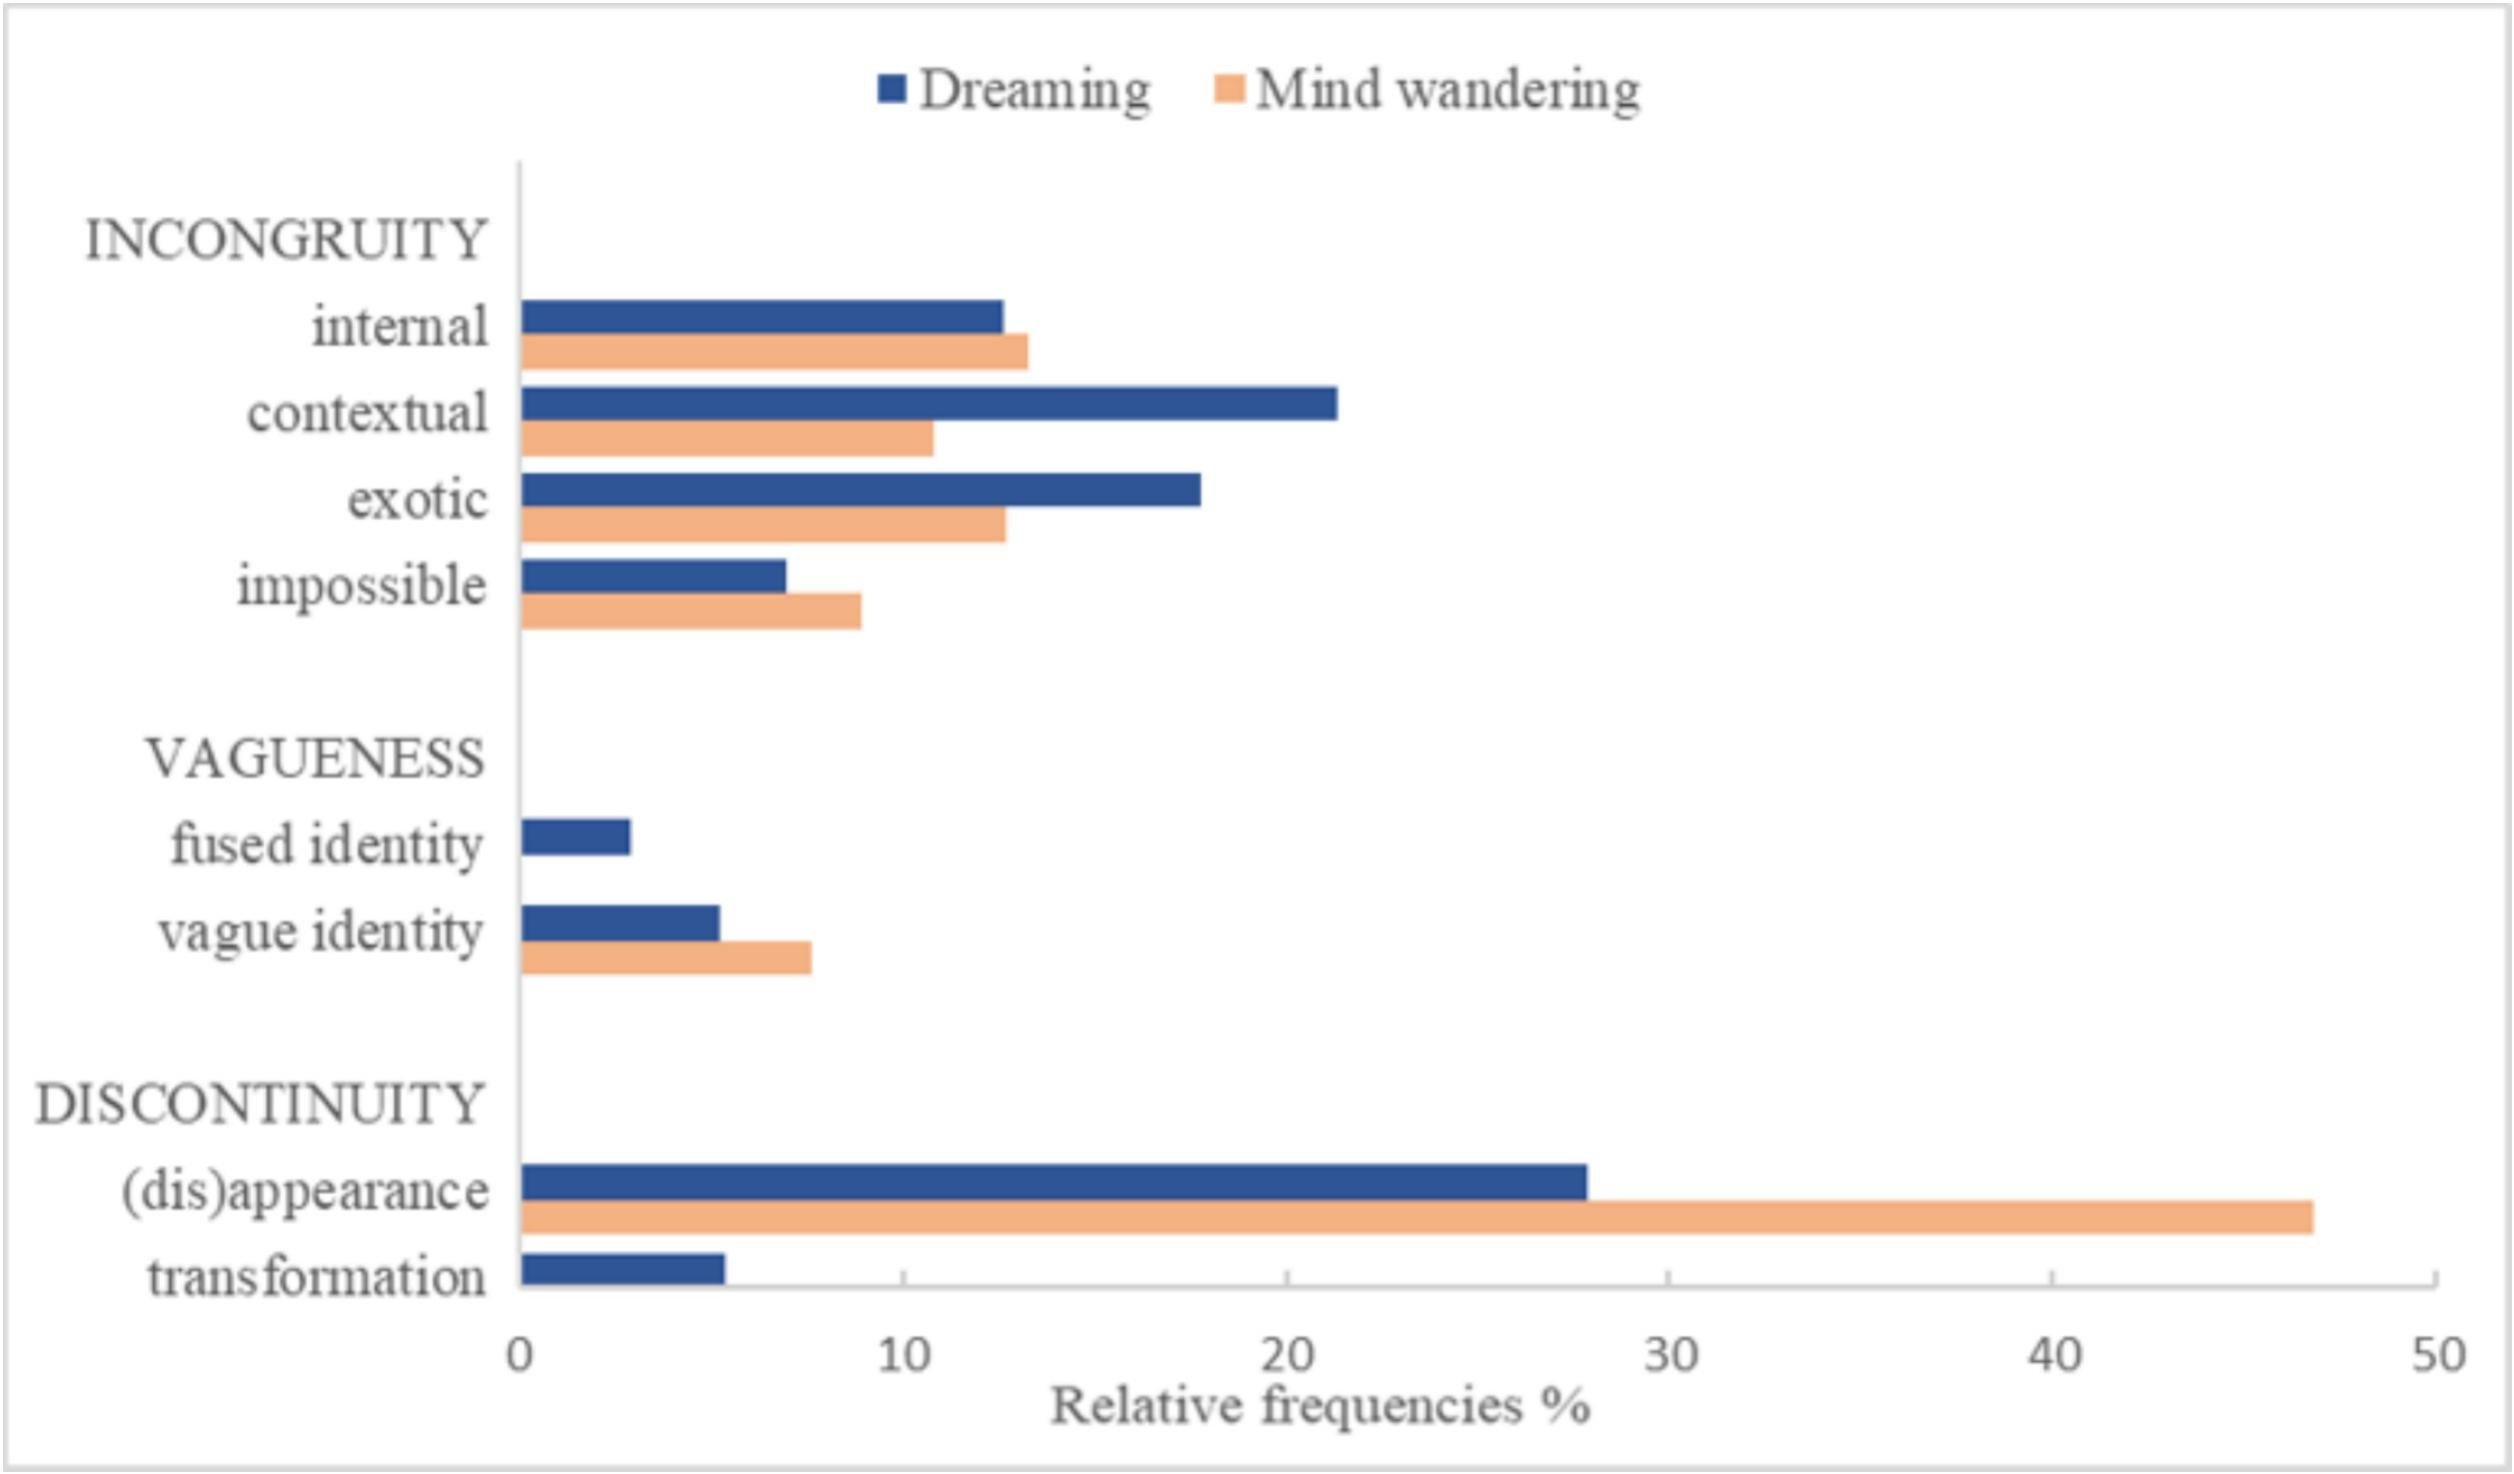 Dreaming Mind wandering
INCONGRUITY
internal
contextual
exotic
impossible
VAGUENESS
fused identity
vague identity
DISCONTINUITY
(dis)appearance
transformation
0 10 20 30 40 50
Relative frequencies %